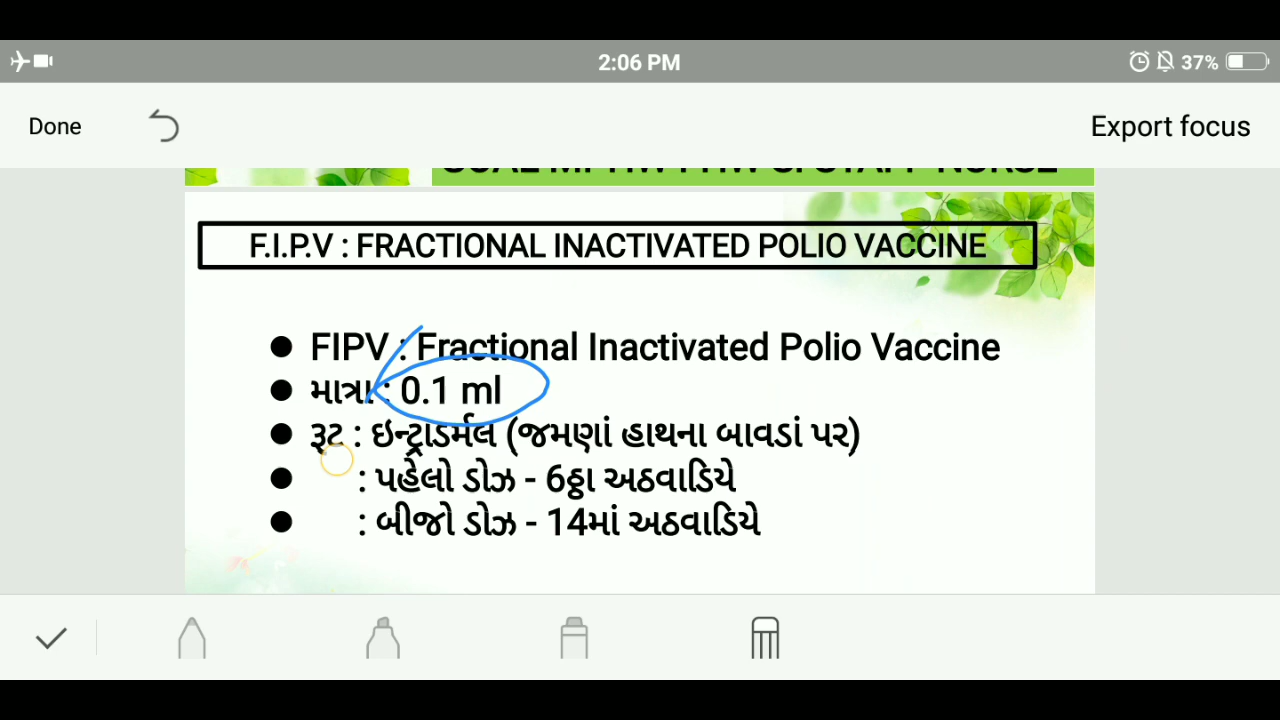 2:06 PM
37%
Done
Export focus
F.I.P.V : FRACTIONAL INACTIVATED POLIO VACCINE
FIPV : Fractional Inactivated Polio Vaccine
માત્રા : 0.1 ml
રૂટ : ઇન્ટ્રાડર્મલ (જમણાં હાથના બાવડાં પર)
: પહેલો ડોઝ - 6ઠ્ઠા અઠવાડિયે
: બીજો ડોઝ - 14માં અઠવાડિયે